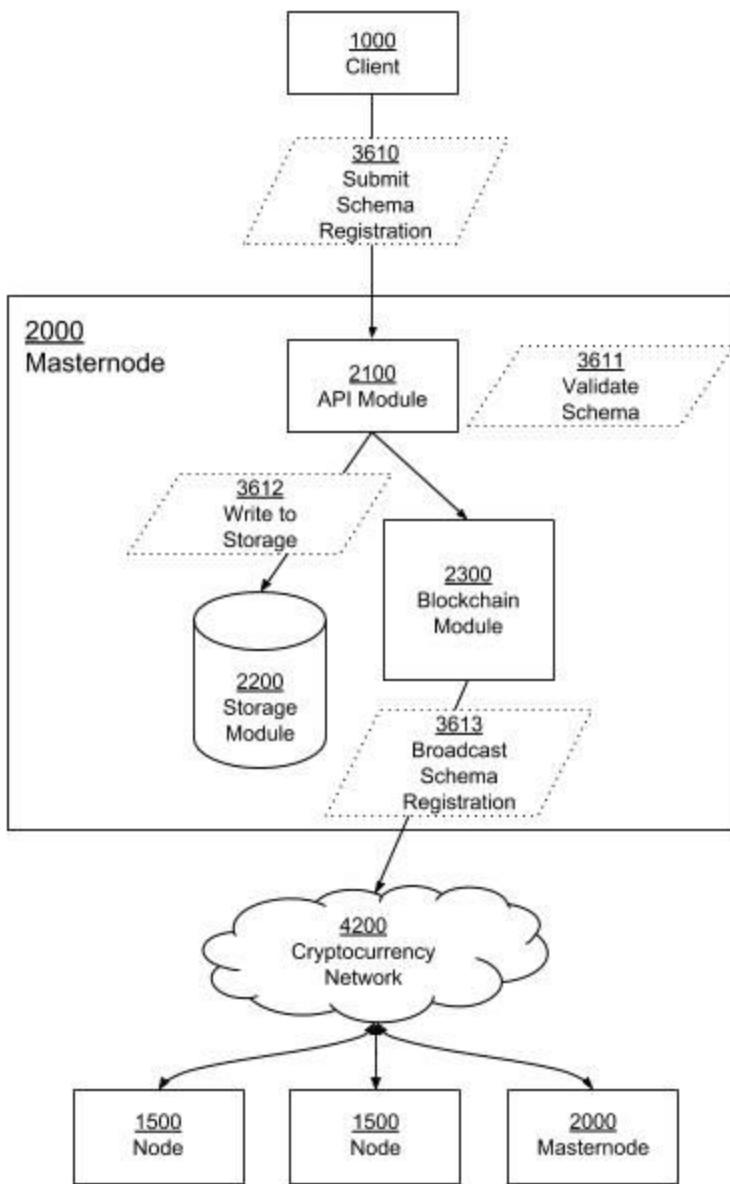 1000
Client
3610
Submit
Schema
Registration
2000
Masternode
2100
API Module
3611
Validate
Schema
3612
Write to
Storage
2300
Blockchain
Module
2200
Storage
Module
3613
Broadcast
Schema
Registration
4200
Cryptocurrency
Network
1500
Node
1500
Node
2000
Masternode